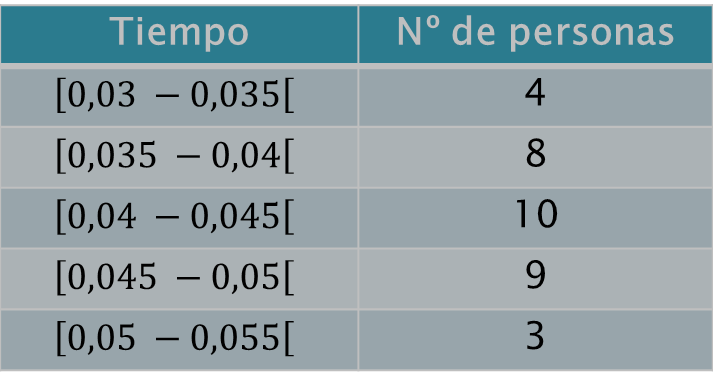 Tiempo Nº de personas
[0,03 − 0,035[ 4
[0,035 − 0,04[ 8
[0,04 − 0,045[ 10
[0,045 − 0,05[ 9
[0,05 − 0,055[ 3